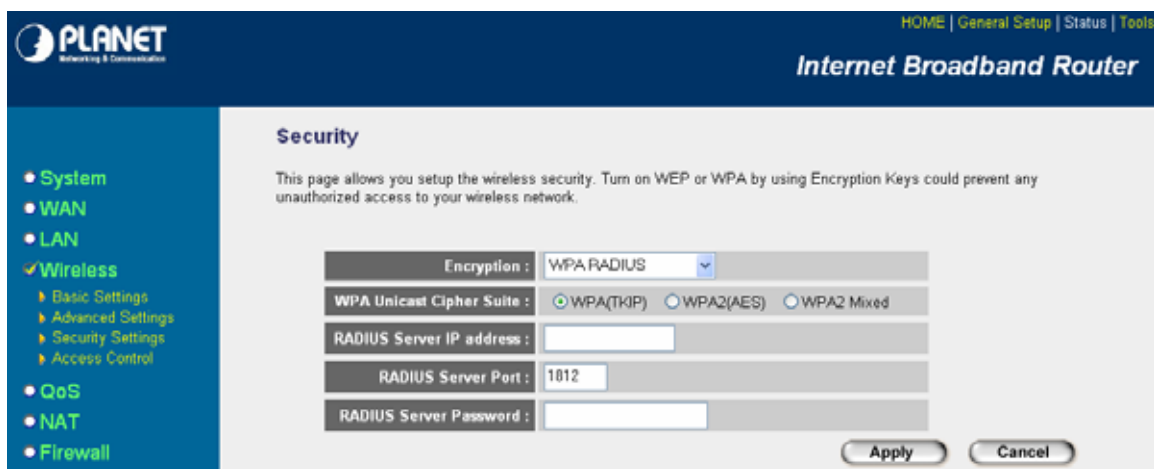 PLANET
Networking & Communication
HOME | General Setup | Status | Tools
Internet Broadband Router
System
WAN
LAN
Wireless
Basic Settings
Advanced Settings
Security Settings
Access Control
QoS
NAT
Firewall
Security
This page allows you setup the wireless security. Turn on WEP or WPA by using Encryption Keys could prevent any
unauthorized access to your wireless network.
Encryption : WPA RADIUS
WPA Unicast Cipher Suite : WPA(TKIP) WPA2(AES) WPA2 Mixed
RADIUS Server IP address :
RADIUS Server Port : 1812
RADIUS Server Password :
Apply Cancel